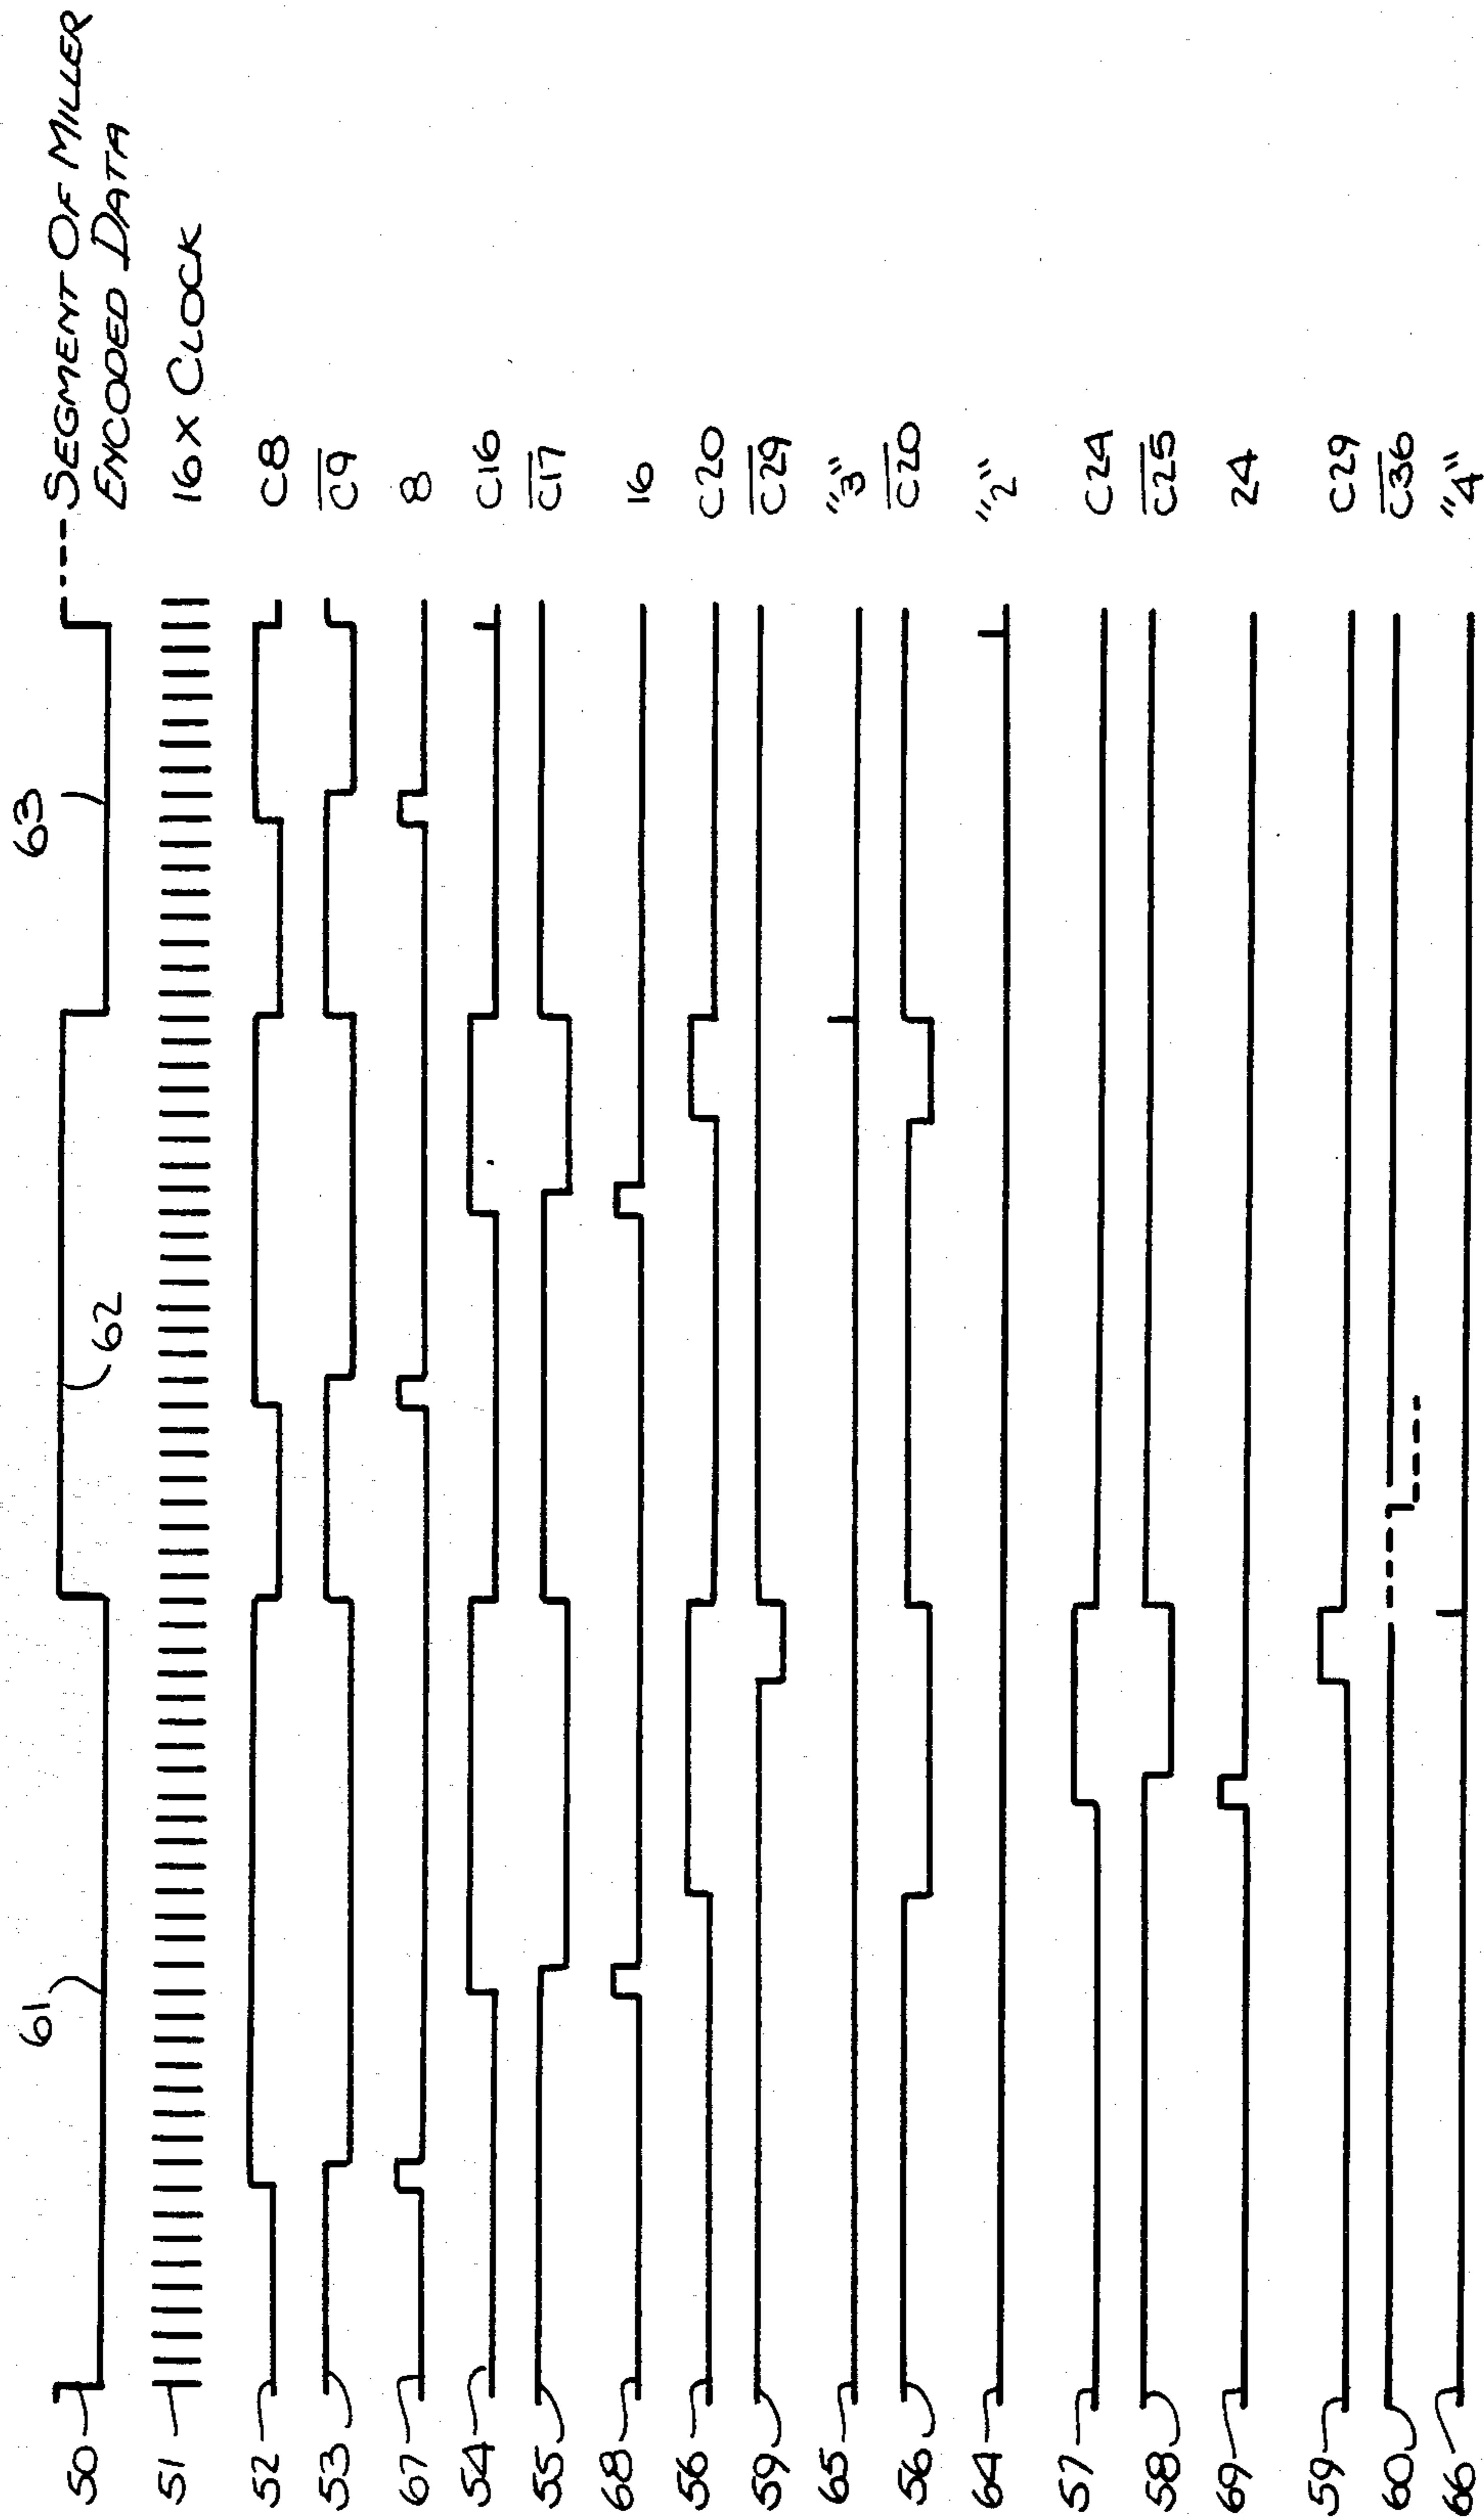 61
62
63
50
SEGMENT OF MILLER
ENCODED DATA
51
16 X CLOCK
52
C8
53
C9
67
8
54
C16
55
C17
68
16
56
C20
59
C29
65
"3"
56
C20
64
"2"
57
C24
58
C25
69
24
59
C29
60
C36
66
"4"